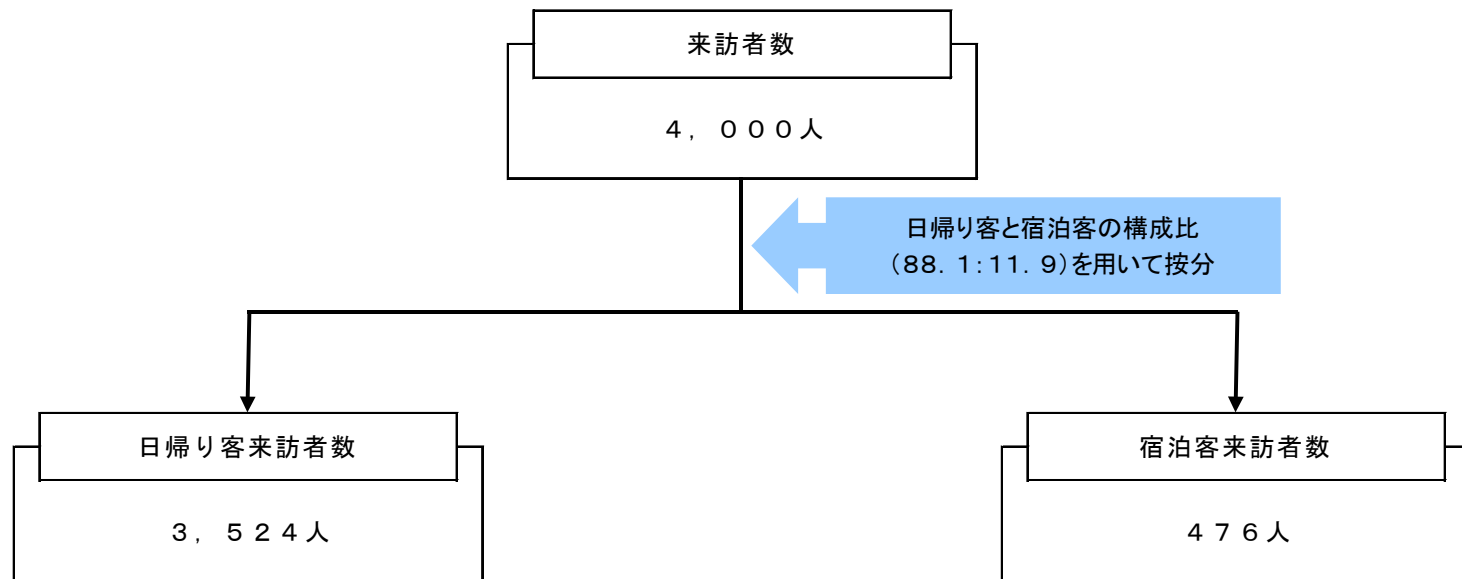 来訪者数
４，０００人
日帰り客と宿泊客の構成比
（８８．１：１１．９）を用いて按分
日帰り客来訪者数
宿泊客来訪者数
３，５２４人
４７６人